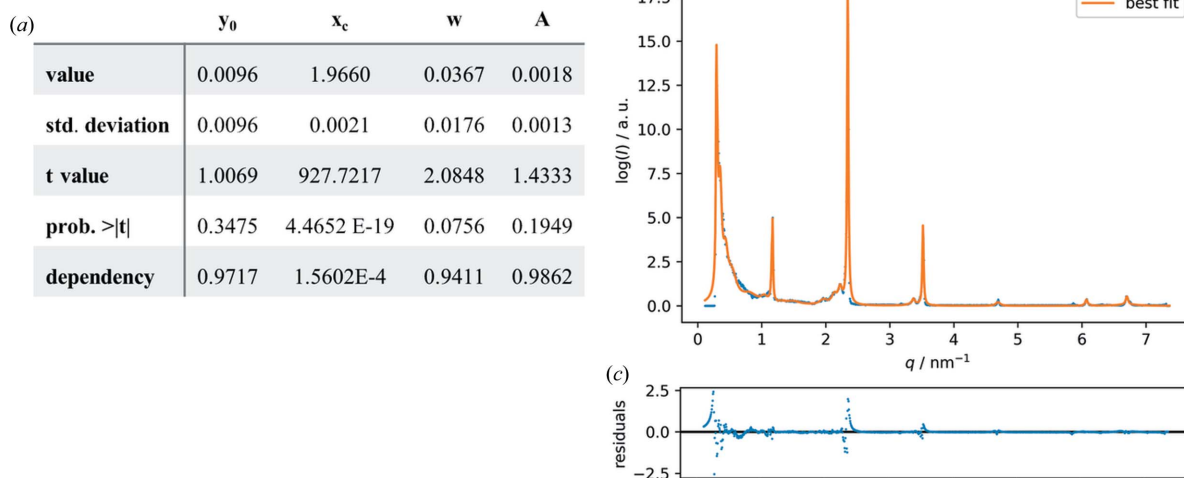 (a)
y0 xc w A
value 0.0096 1.9660 0.0367 0.0018
std. deviation 0.0096 0.0021 0.0176 0.0013
t value 1.0069 927.7217 2.0848 1.4333
prob. >|t| 0.3475 4.4652 E-19 0.0756 0.1949
dependency 0.9717 1.5602E-4 0.9411 0.9862
best fit
17.5
15.0
12.5
10.0
7.5
5.0
2.5
0.0
log(I) / a.u.
0 1 2 3 4 5 6 7
q / nm−1
(c)
2.5
0.0
−2.5
residuals